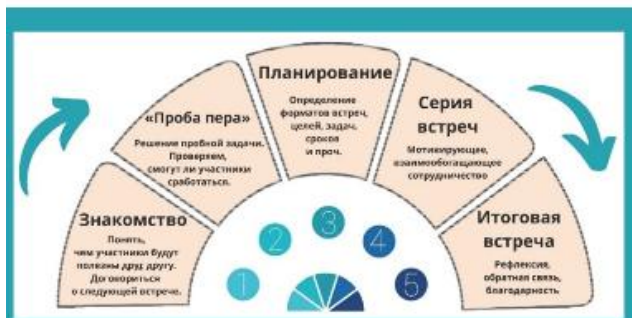 Знакомство
Понять,
чем участники будут
полезны друг другу.
Договориться
о следующей встрече.
«Проба пера»
Решение пробной задачи.
Проверяем,
смогут ли участники
сработаться.
Планирование
Определение
форматов встреч,
целей, задач,
сроков
и проч.
Серия
встреч
Мотивирующее,
взаимообогащающее
сотрудничество
Итоговая
встреча
Рефлексия,
обратная связь,
благодарность
1
2
3
4
5